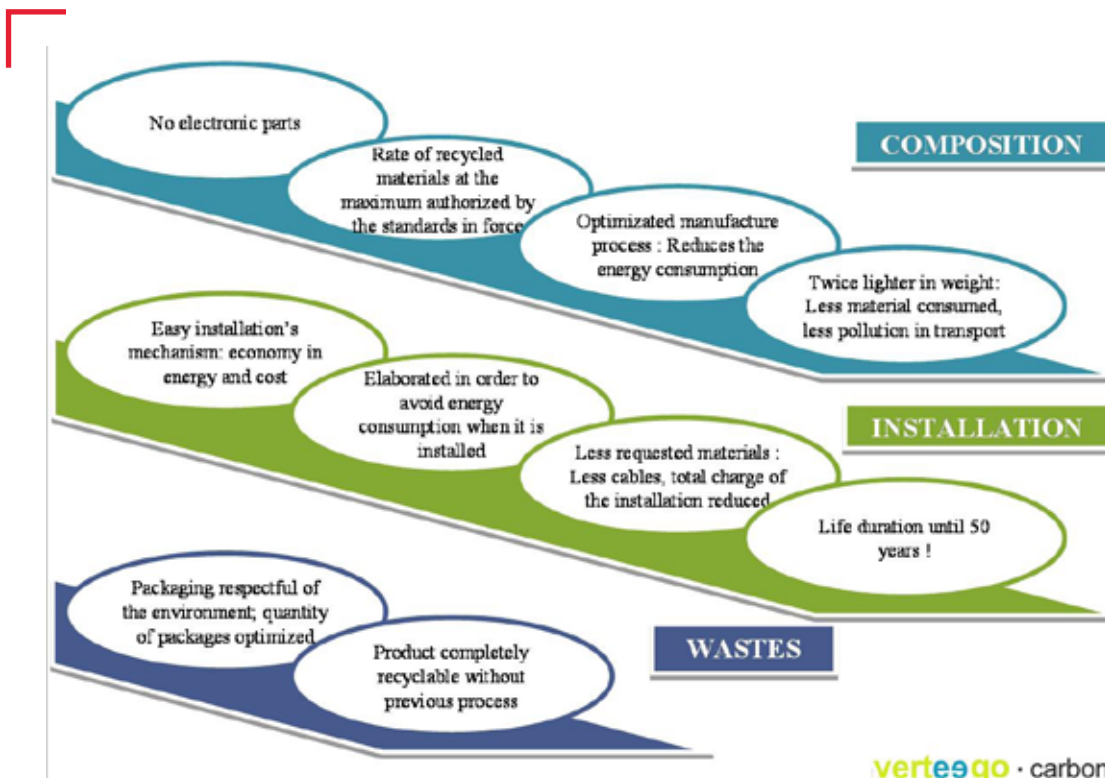 No electronic parts
COMPOSITION
Rate of recycled
materials at the
maximum authorized by
the standards in force
Optimizated manufacture
process : Reduces the
energy consumption
Twice lighter in weight:
Less material consumed,
less pollution in transport
Easy installation's
mechanism: economy in
energy and cost
Elaborated in order to
avoid energy
consumption when it is
installed
INSTALLATION
Less requested materials :
Less cables, total charge of
the installation reduced
Life duration until 50
years !
Packaging respectful of
the environment; quantity
of packages optimized
WASTES
Product completely
recyclable without
previous process
verteego · carbon